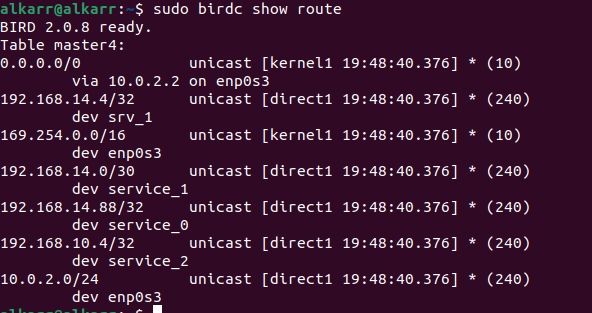 alkarr@alkarr:~$ sudo birdc show route
BIRD 2.0.8 ready.
Table master4:
0.0.0.0/0            unicast [kernel1 19:48:40.376] * (10)
        via 10.0.2.2 on enp0s3
192.168.14.4/32      unicast [direct1 19:48:40.376] * (240)
        dev srv_1
169.254.0.0/16       unicast [kernel1 19:48:40.376] * (10)
        dev enp0s3
192.168.14.0/30      unicast [direct1 19:48:40.376] * (240)
        dev service_1
192.168.14.88/32     unicast [direct1 19:48:40.376] * (240)
        dev service_0
192.168.10.4/32      unicast [direct1 19:48:40.376] * (240)
        dev service_2
10.0.2.0/24          unicast [direct1 19:48:40.376] * (240)
        dev enp0s3
alkarr@alkarr:~$